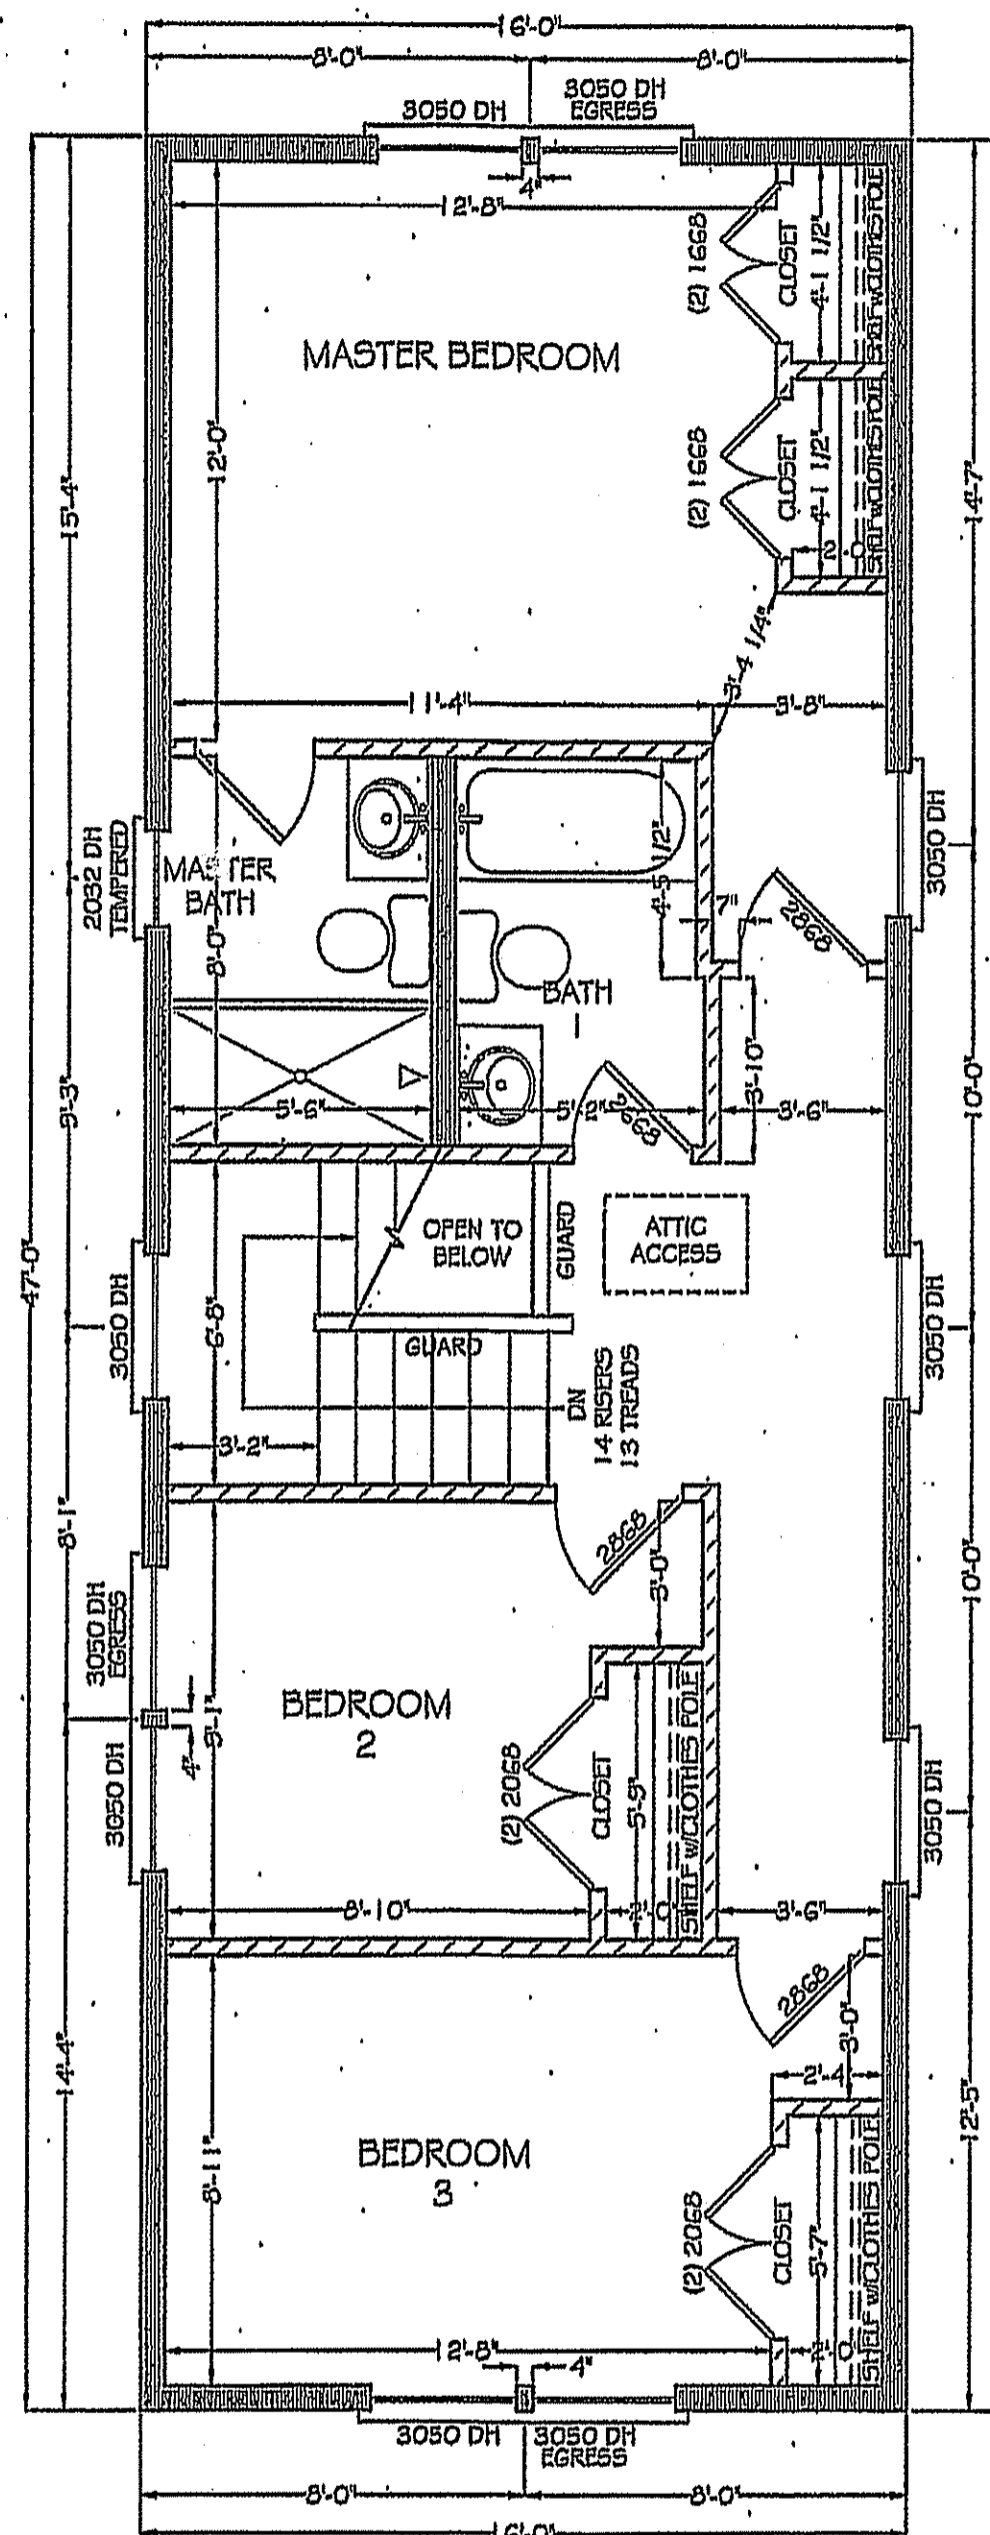 16'-0"
8'-0"
8'-0"
3050 DH
3050 DH
EGRESS
4"
12'-8"
(2) 1668
CLOSET
4'-1 1/2"
SHELF w/CLOTHES POLE
MASTER BEDROOM
12'-0"
15'-4"
14'-7"
(2) 1668
CLOSET
4'-1 1/2"
SHELF w/CLOTHES POLE
3'-4 1/4"
11'-4"
3'-8"
2032 DH
TEMPERED
MASTER
BATH
8'-0"
4'-5 1/2"
7"
2868
3050 DH
BATH
1
9'-3"
3'-10"
10'-0"
5'-6"
5'-2"
3'-6"
47'-0"
OPEN TO
BELOW
GUARD
ATTIC
ACCESS
3050 DH
6'-8"
GUARD
3050 DH
DN
14 RISERS
13 TREADS
3'-2"
8'-1"
2868
3'-0"
10'-0"
3050 DH
EGRESS
BEDROOM
2
9'-1"
4"
3050 DH
(2) 2068
CLOSET
5'-9"
SHELF w/CLOTHES POLE
3050 DH
8'-10"
3'-6"
2868
3'-0"
2'-4"
14'-4"
8'-11"
BEDROOM
3
12'-5"
(2) 2068
CLOSET
5'-7"
SHELF w/CLOTHES POLE
12'-8"
4"
3050 DH
3050 DH
EGRESS
8'-0"
8'-0"
16'-0"